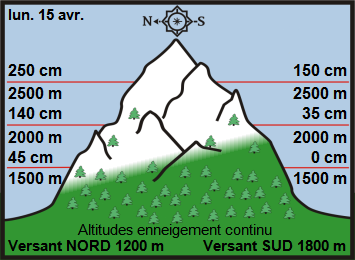 lun. 15 avr.
N S
250 cm 150 cm
2500 m 2500 m
140 cm 35 cm
2000 m 2000 m
45 cm 0 cm
1500 m 1500 m
Altitudes enneigement continu
Versant NORD 1200 m Versant SUD 1800 m